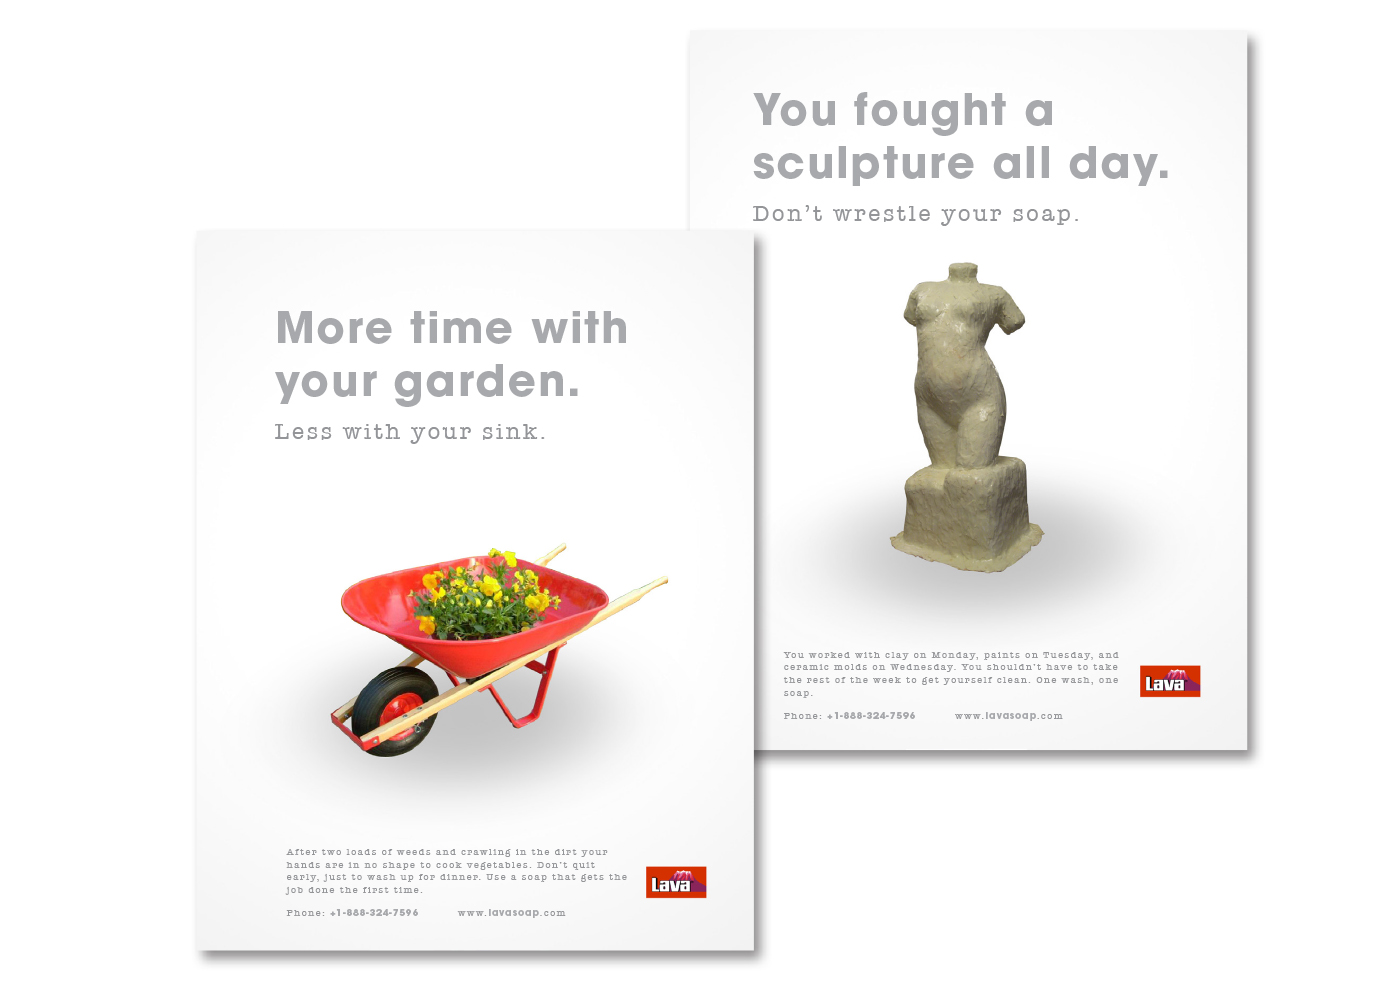 You fought a
sculpture all day.
Don't wrestle your soap.
You worked with clay on Monday, paints on Tuesday, and
ceramic molds on Wednesday. You shouldn't have to take
the rest of the week to get yourself clean. One wash, one
soap.
Lava
Phone: +1-888-324-7596 www.lavasoap.com
More time with
your garden.
Less with your sink.
After two loads of weeds and crawling in the dirt your
hands are in no shape to cook vegetables. Don't quit
early, just to wash up for dinner. Use a soap that gets the
job done the first time.
Lava
Phone: +1-888-324-7596 www.lavasoap.com